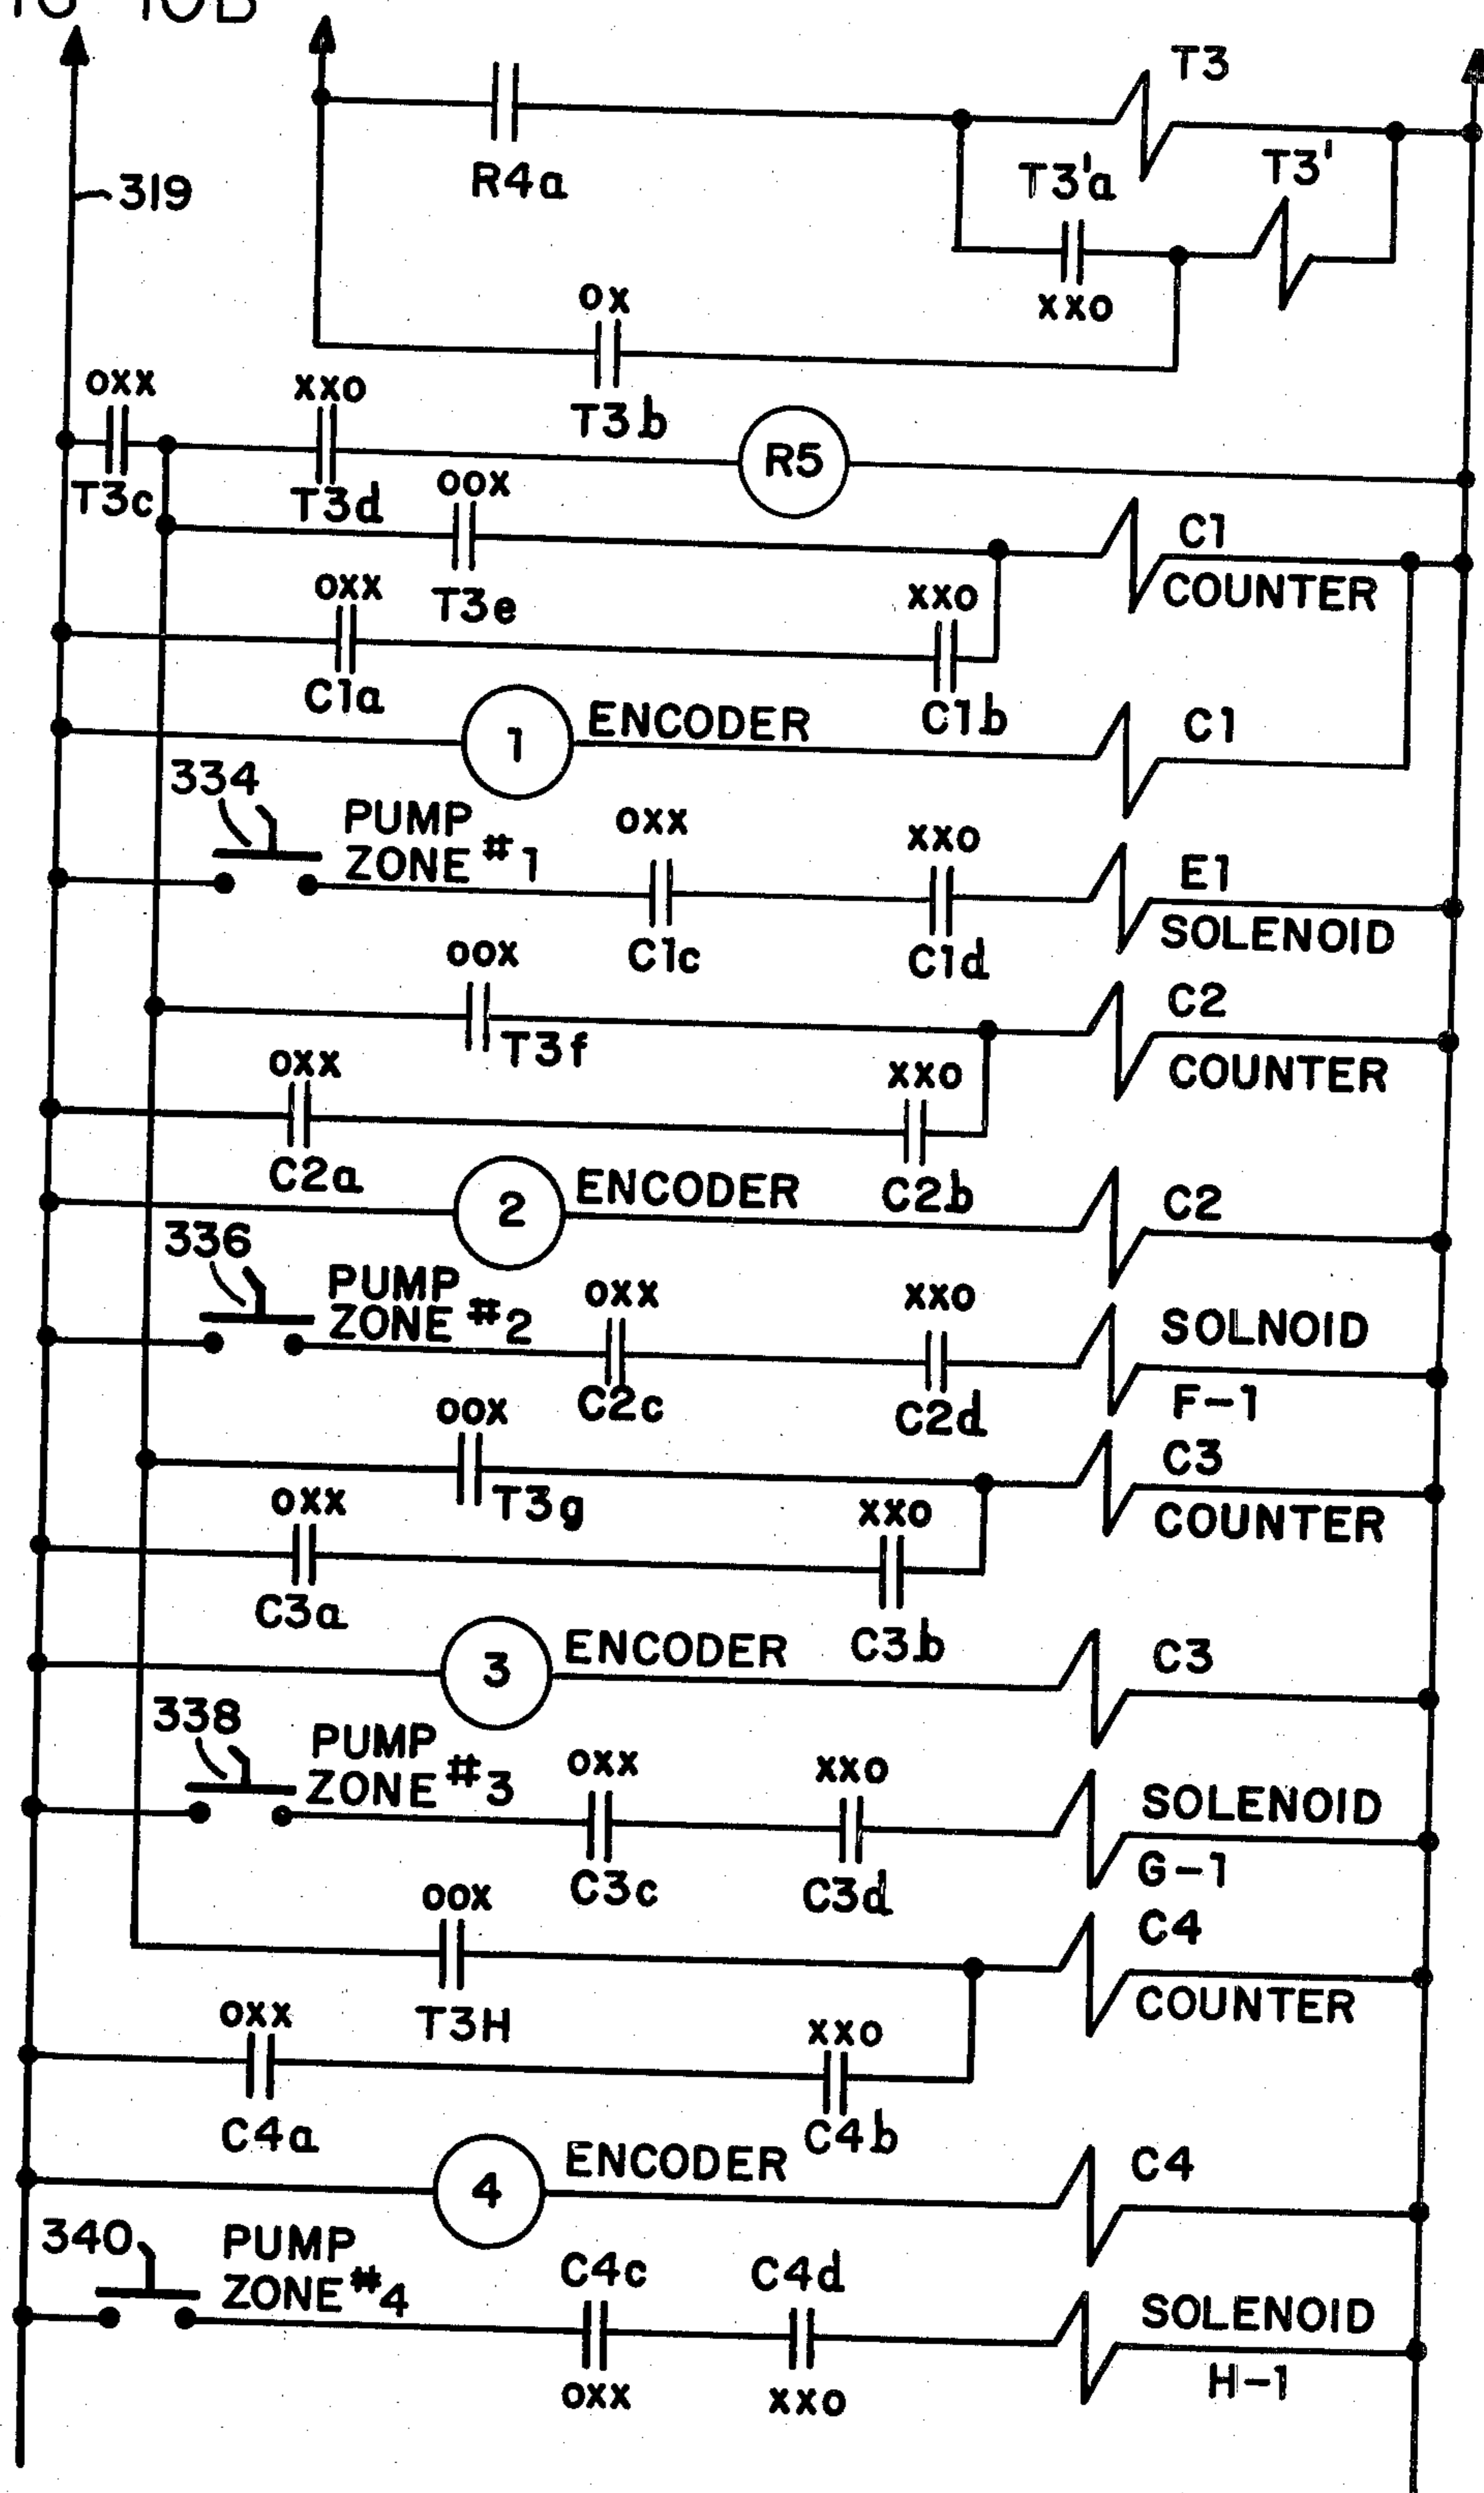 T3
319
R4a
T3'a
T3'
xxo
ox
oxx
xxo
T3b
R5
T3c
T3d
oox
C1
COUNTER
oxx
T3e
xxo
C1a
C1b
1
ENCODER
C1
334
PUMP
ZONE #1
oxx
xxo
E1
SOLENOID
C1c
C1d
oox
C2
T3f
COUNTER
oxx
xxo
C2a
C2b
2
ENCODER
C2
336
PUMP
ZONE #2
oxx
xxo
SOLNOID
F-1
C2c
C2d
oox
C3
T3g
COUNTER
oxx
xxo
C3a
C3b
3
ENCODER
C3
338
PUMP
ZONE #3
oxx
xxo
SOLENOID
G-1
C3c
C3d
oox
C4
T3H
COUNTER
oxx
xxo
C4a
C4b
4
ENCODER
C4
340
PUMP
ZONE #4
C4c
C4d
SOLENOID
H-1
oxx
xxo